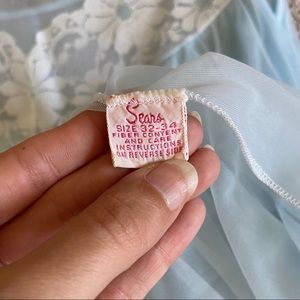 Sears
SIZE 32-34
FIBER CONTENT
AND CARE
INSTRUCTIONS
ON REVERSE SIDE